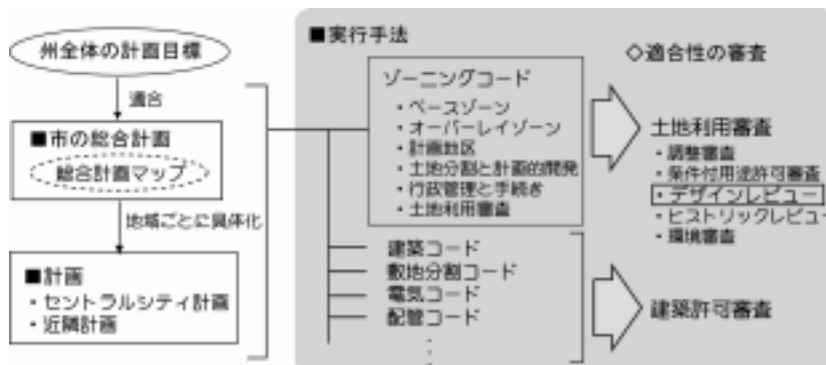 州全体の計画目標
適合
■市の総合計画
総合計画マップ
地域ごとに具体化
■計画
・セントラルシティ計画
・近隣計画
■実行手法
ゾーニングコード
・ベースゾーン
・オーバーレイゾーン
・計画地区
・土地分割と計画的開発
・行政管理と手続き
・土地利用審査
建築コード
敷地分割コード
電気コード
配管コード
◇適合性の審査
土地利用審査
・調整審査
・条件付用途許可審査
・デザインレビュー
・ヒストリックレビュー
・環境審査
建築許可審査